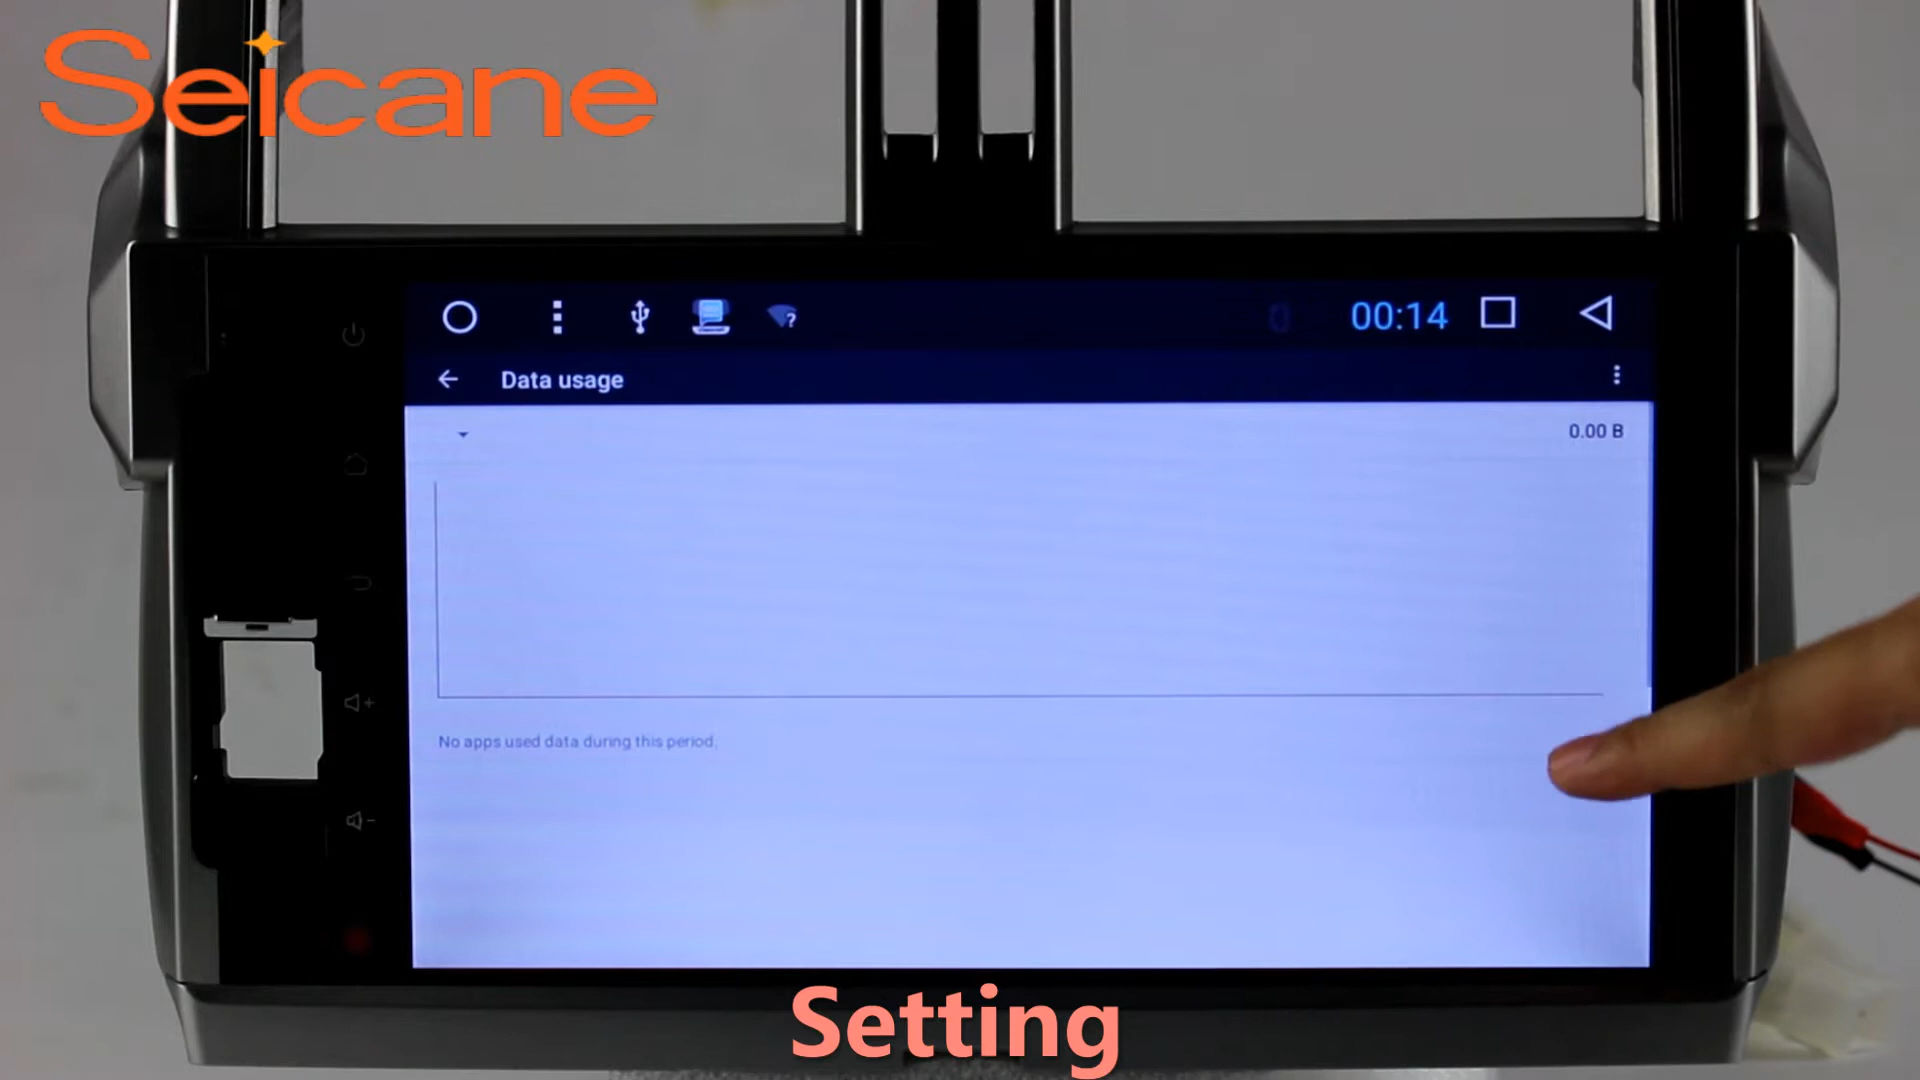 Seicane
00:14
Data usage
0.00 B
No apps used data during this period.
Setting